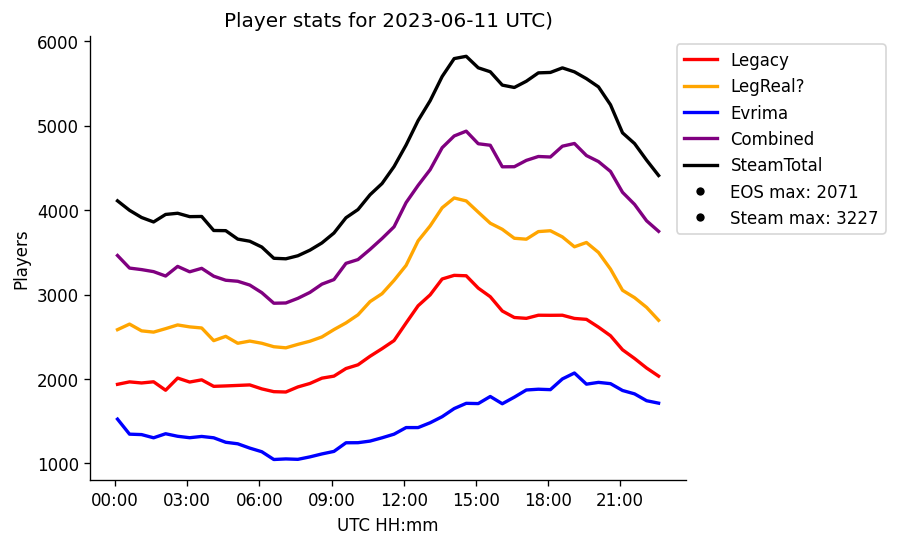 Player stats for 2023-06-11 UTC)
6000
5000
4000
3000
2000
1000
Players
00:00 03:00 06:00 09:00 12:00 15:00 18:00 21:00
UTC HH:mm
Legacy
LegReal?
Evrima
Combined
SteamTotal
EOS max: 2071
Steam max: 3227